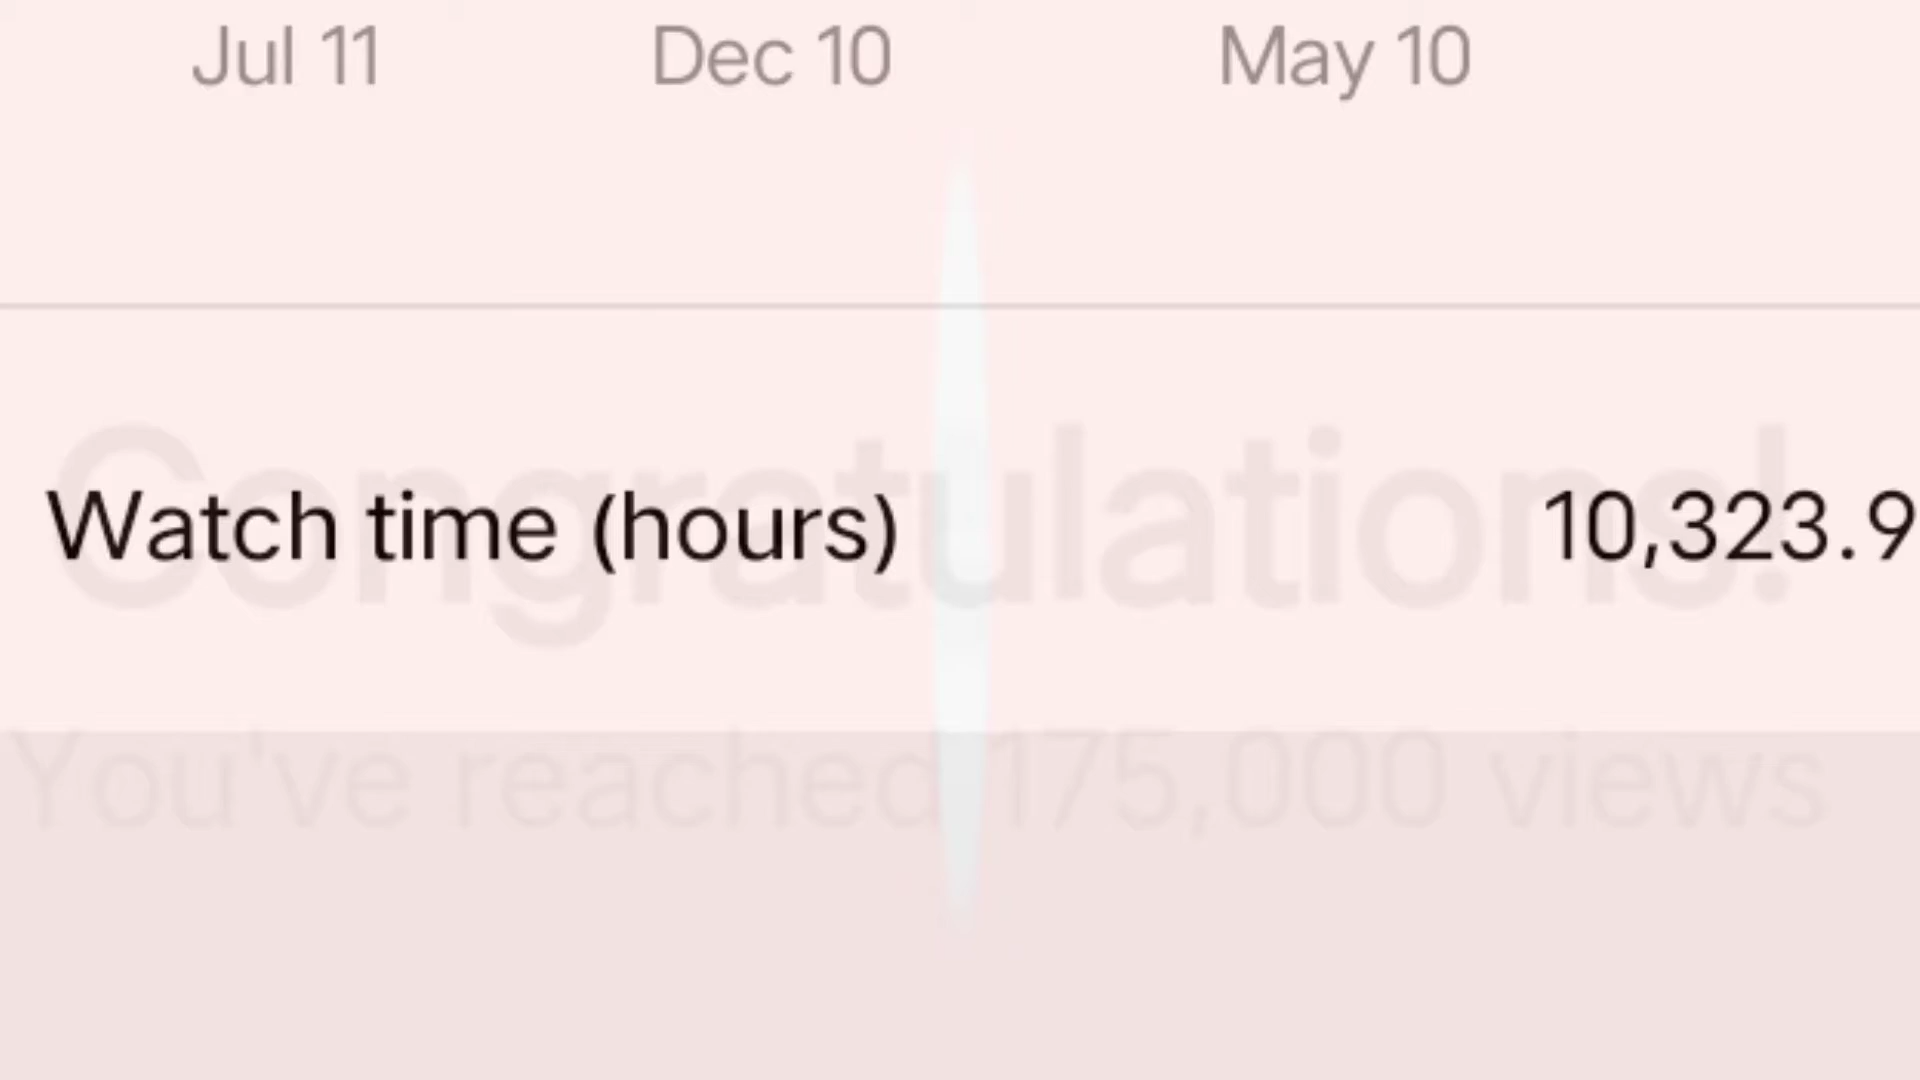 Jul 11 Dec 10 May 10
Congratulations!
Watch time (hours) 10,323.9
You've reached 175,000 views